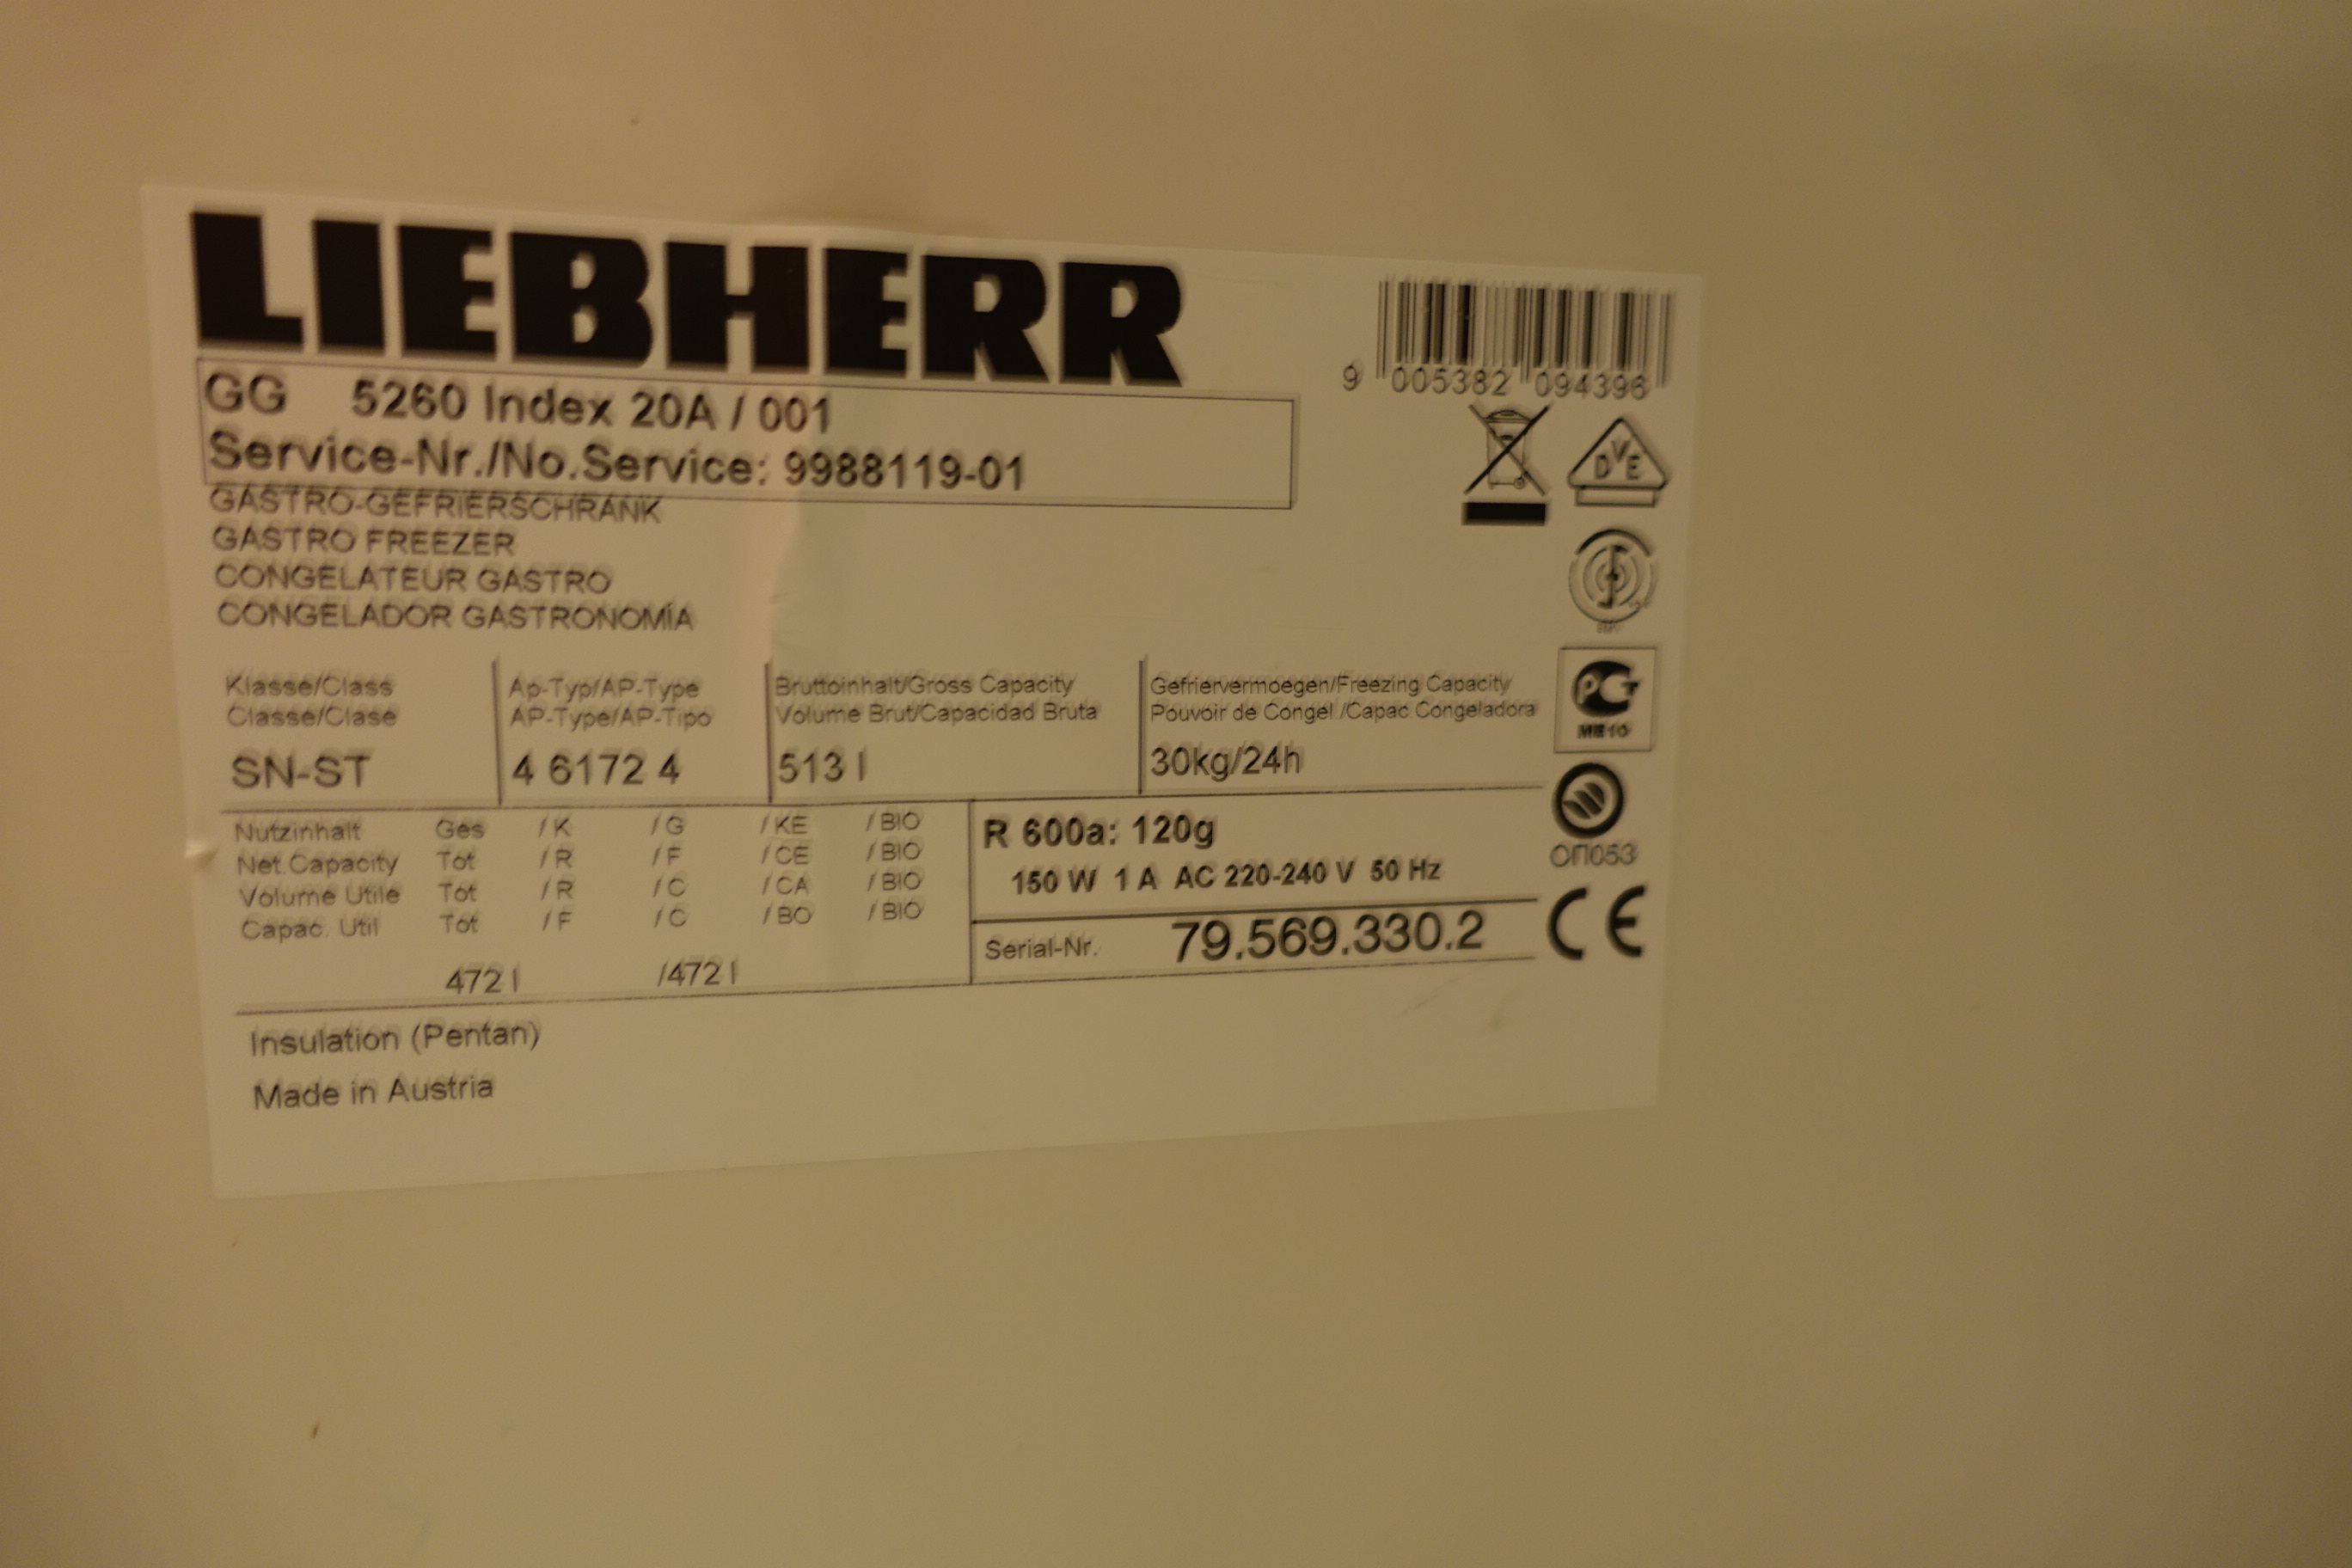 LIEBHERR
9 005382 094396
GG 5260 Index 20A / 001
Service-Nr./No.Service: 9988119-01
GASTRO-GEFRIERSCHRANK
GASTRO FREEZER
CONGELATEUR GASTRO
CONGELADOR GASTRONOMÍA
DVE
Klasse/Class
Classe/Clase
SN-ST
Ap-Typ/AP-Type
AP-Type/AP-Tipo
4 6172 4
Bruttoinhalt/Gross Capacity
Volume Brut/Capacidad Bruta
513 l
Gefriervermoegen/Freezing Capacity
Pouvoir de Congel./Capac.Congeladora
30kg/24h
РСТ
ME10
ОП053
CE
Nutzinhalt Ges / K / G / KE / BIO
Net.Capacity Tot / R / F / CE / BIO
Volume Utile Tot / R / C / CA / BIO
Capac. Util Tot / F / C / BO / BIO
472 l /472 l
R 600a: 120g
150 W 1 A AC 220-240 V 50 Hz
Serial-Nr. 79.569.330.2
Insulation (Pentan)
Made in Austria